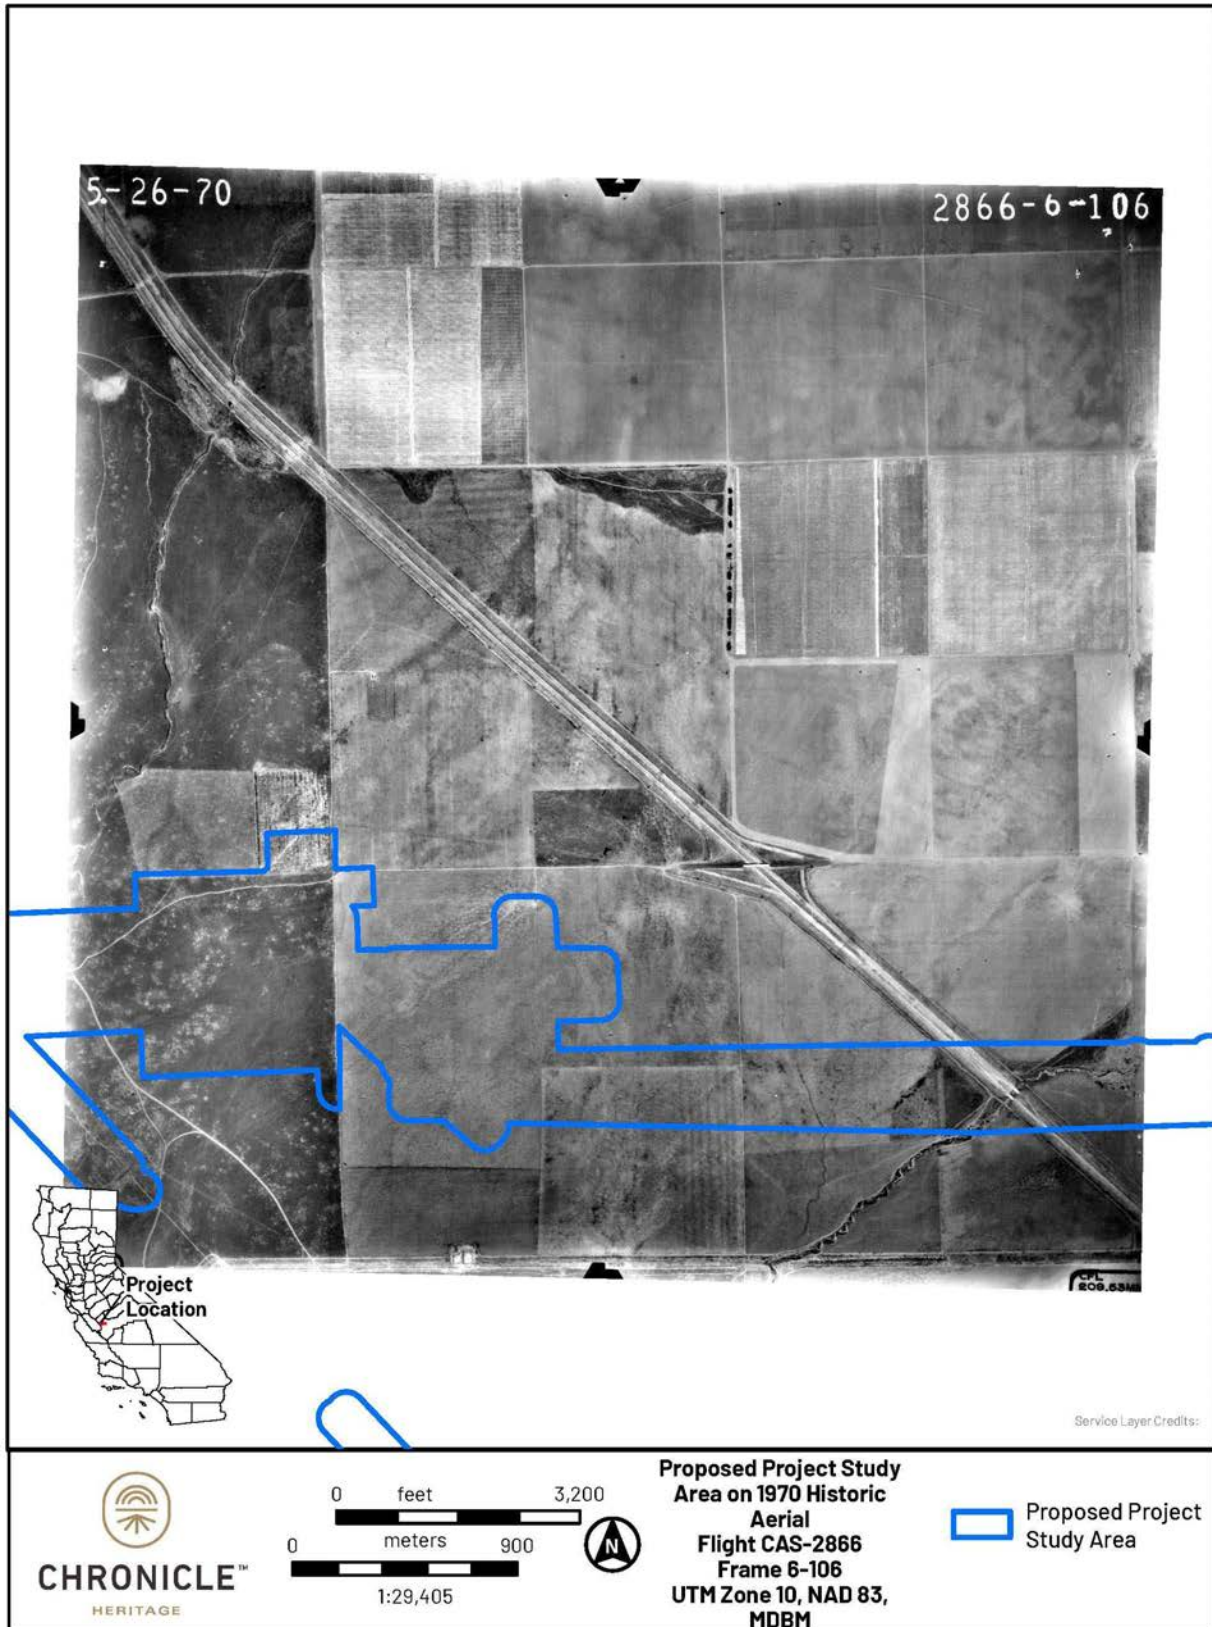 5-26-70
2866-6-106
Project
Location
Service Layer Credits:
CHRONICLE™
HERITAGE
0 feet 3,200
0 meters 900
1:29,405
N
Proposed Project Study
Area on 1970 Historic
Aerial
Flight CAS-2866
Frame 6-106
UTM Zone 10, NAD 83,
MDBM
Proposed Project
Study Area